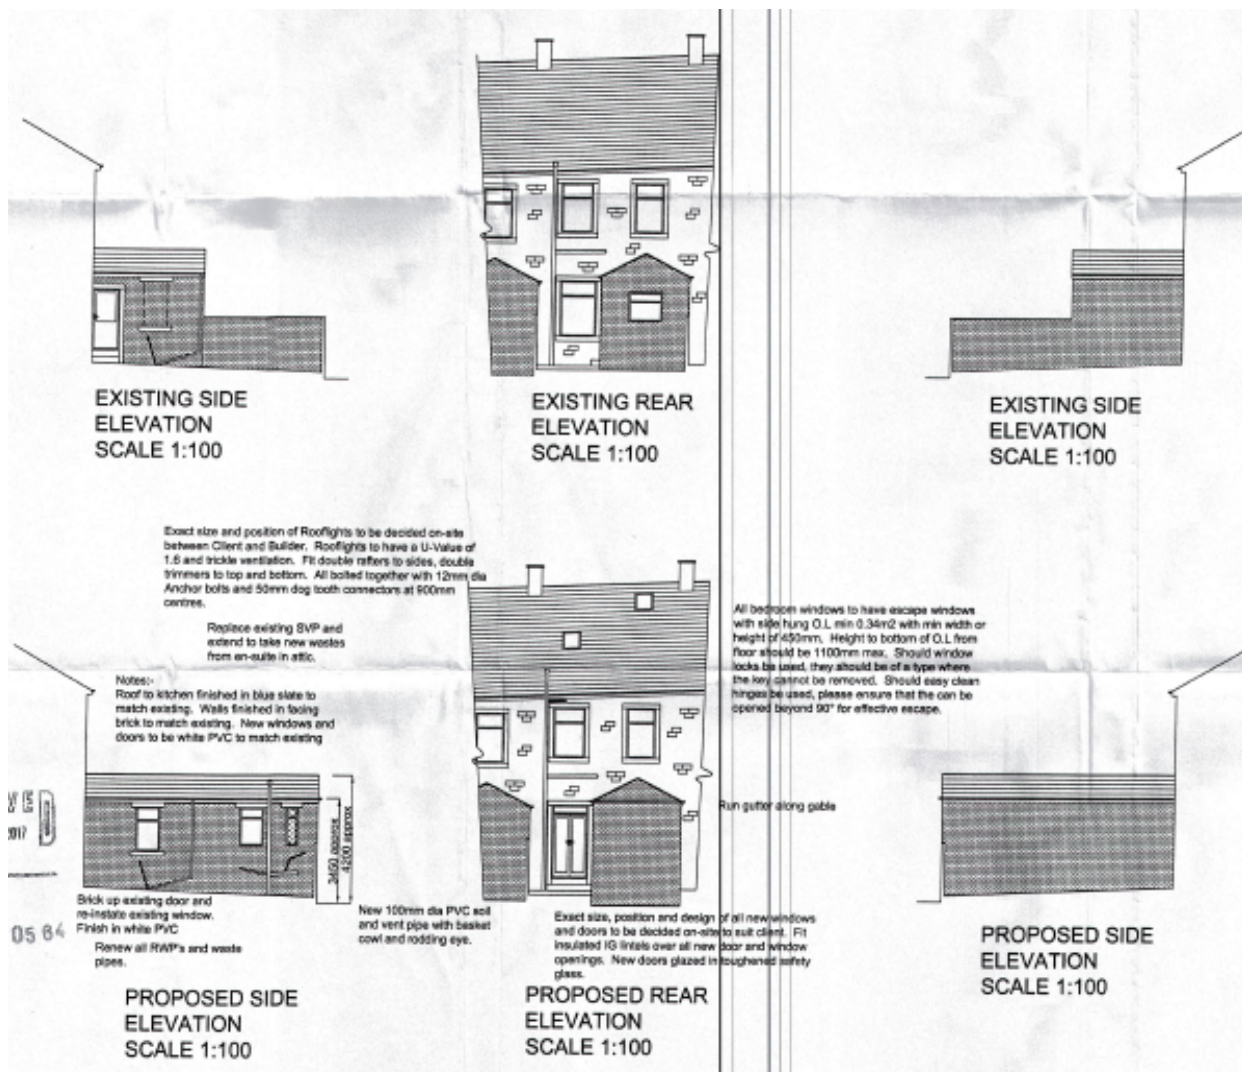 EXISTING SIDE
ELEVATION
SCALE 1:100
EXISTING REAR
ELEVATION
SCALE 1:100
EXISTING SIDE
ELEVATION
SCALE 1:100
Exact size and position of Rooflights to be decided on-site
between Client and Builder. Rooflights to have a U-Value of
1.6 and trickle ventilation. Fit double rafters to sides, double
trimmers to top and bottom. All bolted together with 12mm dia
Anchor bolts and 50mm dog tooth connectors at 900mm
centres.
Replace existing SVP and
extend to take new wastes
from en-suite in attic.
Notes:-
Roof to kitchen finished in blue slate to
match existing. Walls finished in facing
brick to match existing. New windows and
doors to be white PVC to match existing
All bedroom windows to have escape windows
with side hung O.L min 0.34m2 with min width or
height of 450mm. Height to bottom of O.L from
floor should be 1100mm max. Should window
locks be used, they should be of a type where
the key cannot be removed. Should easy clean
hinges be used, please ensure that the can be
opened beyond 90° for effective escape.
2017
05 64
3450 approx
4200 approx
Run gutter along gable
Brick up existing door and
re-instate existing window.
Finish in white PVC
Renew all RWP's and waste
pipes.
New 100mm dia PVC soil
and vent pipe with basket
cowl and rodding eye.
Exact size, position and design of all new windows
and doors to be decided on-site to suit client. Fit
insulated IG lintels over all new door and window
openings. New doors glazed in toughened safety
glass.
PROPOSED SIDE
ELEVATION
SCALE 1:100
PROPOSED REAR
ELEVATION
SCALE 1:100
PROPOSED SIDE
ELEVATION
SCALE 1:100